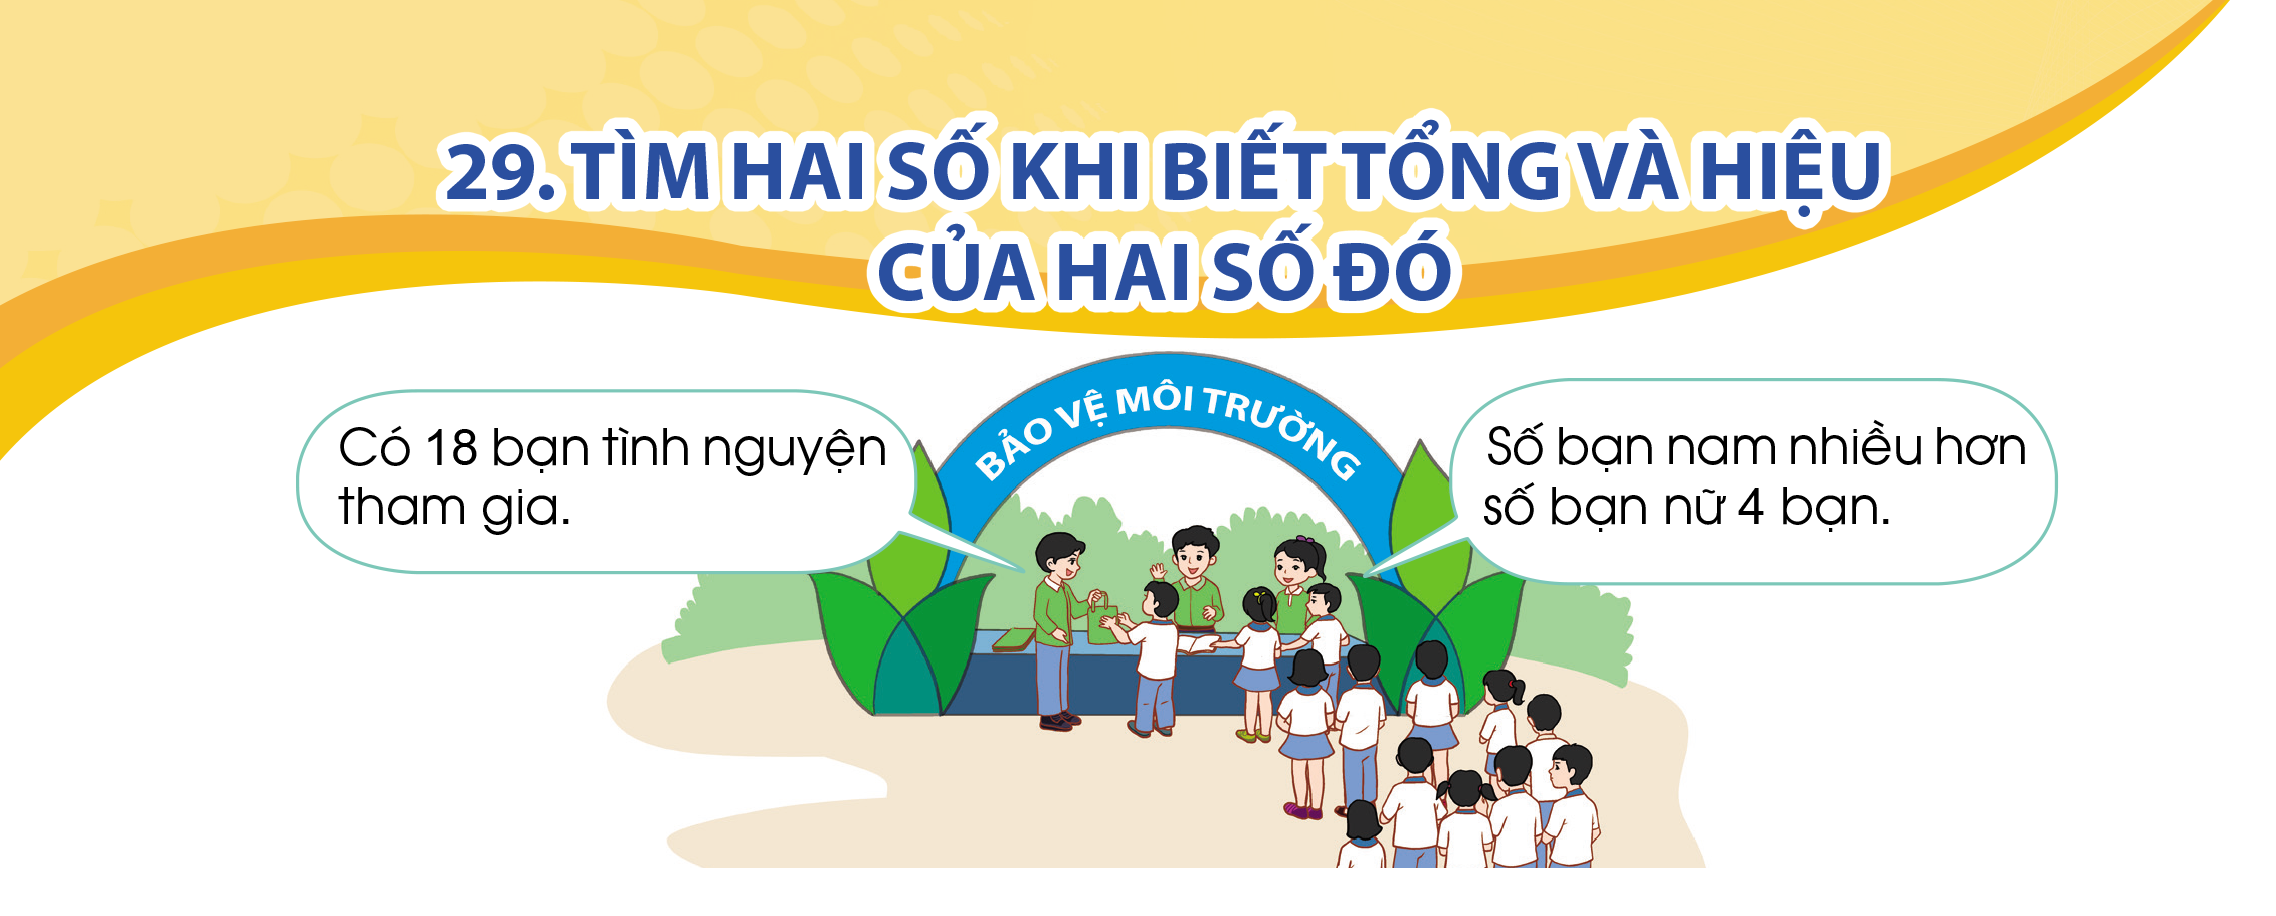 29. TÌM HAI SỐ KHI BIẾT TỔNG VÀ HIỆU
CỦA HAI SỐ ĐÓ
BẢO VỆ MÔI TRƯỜNG
Có 18 bạn tình nguyện
tham gia.
Số bạn nam nhiều hơn
số bạn nữ 4 bạn.